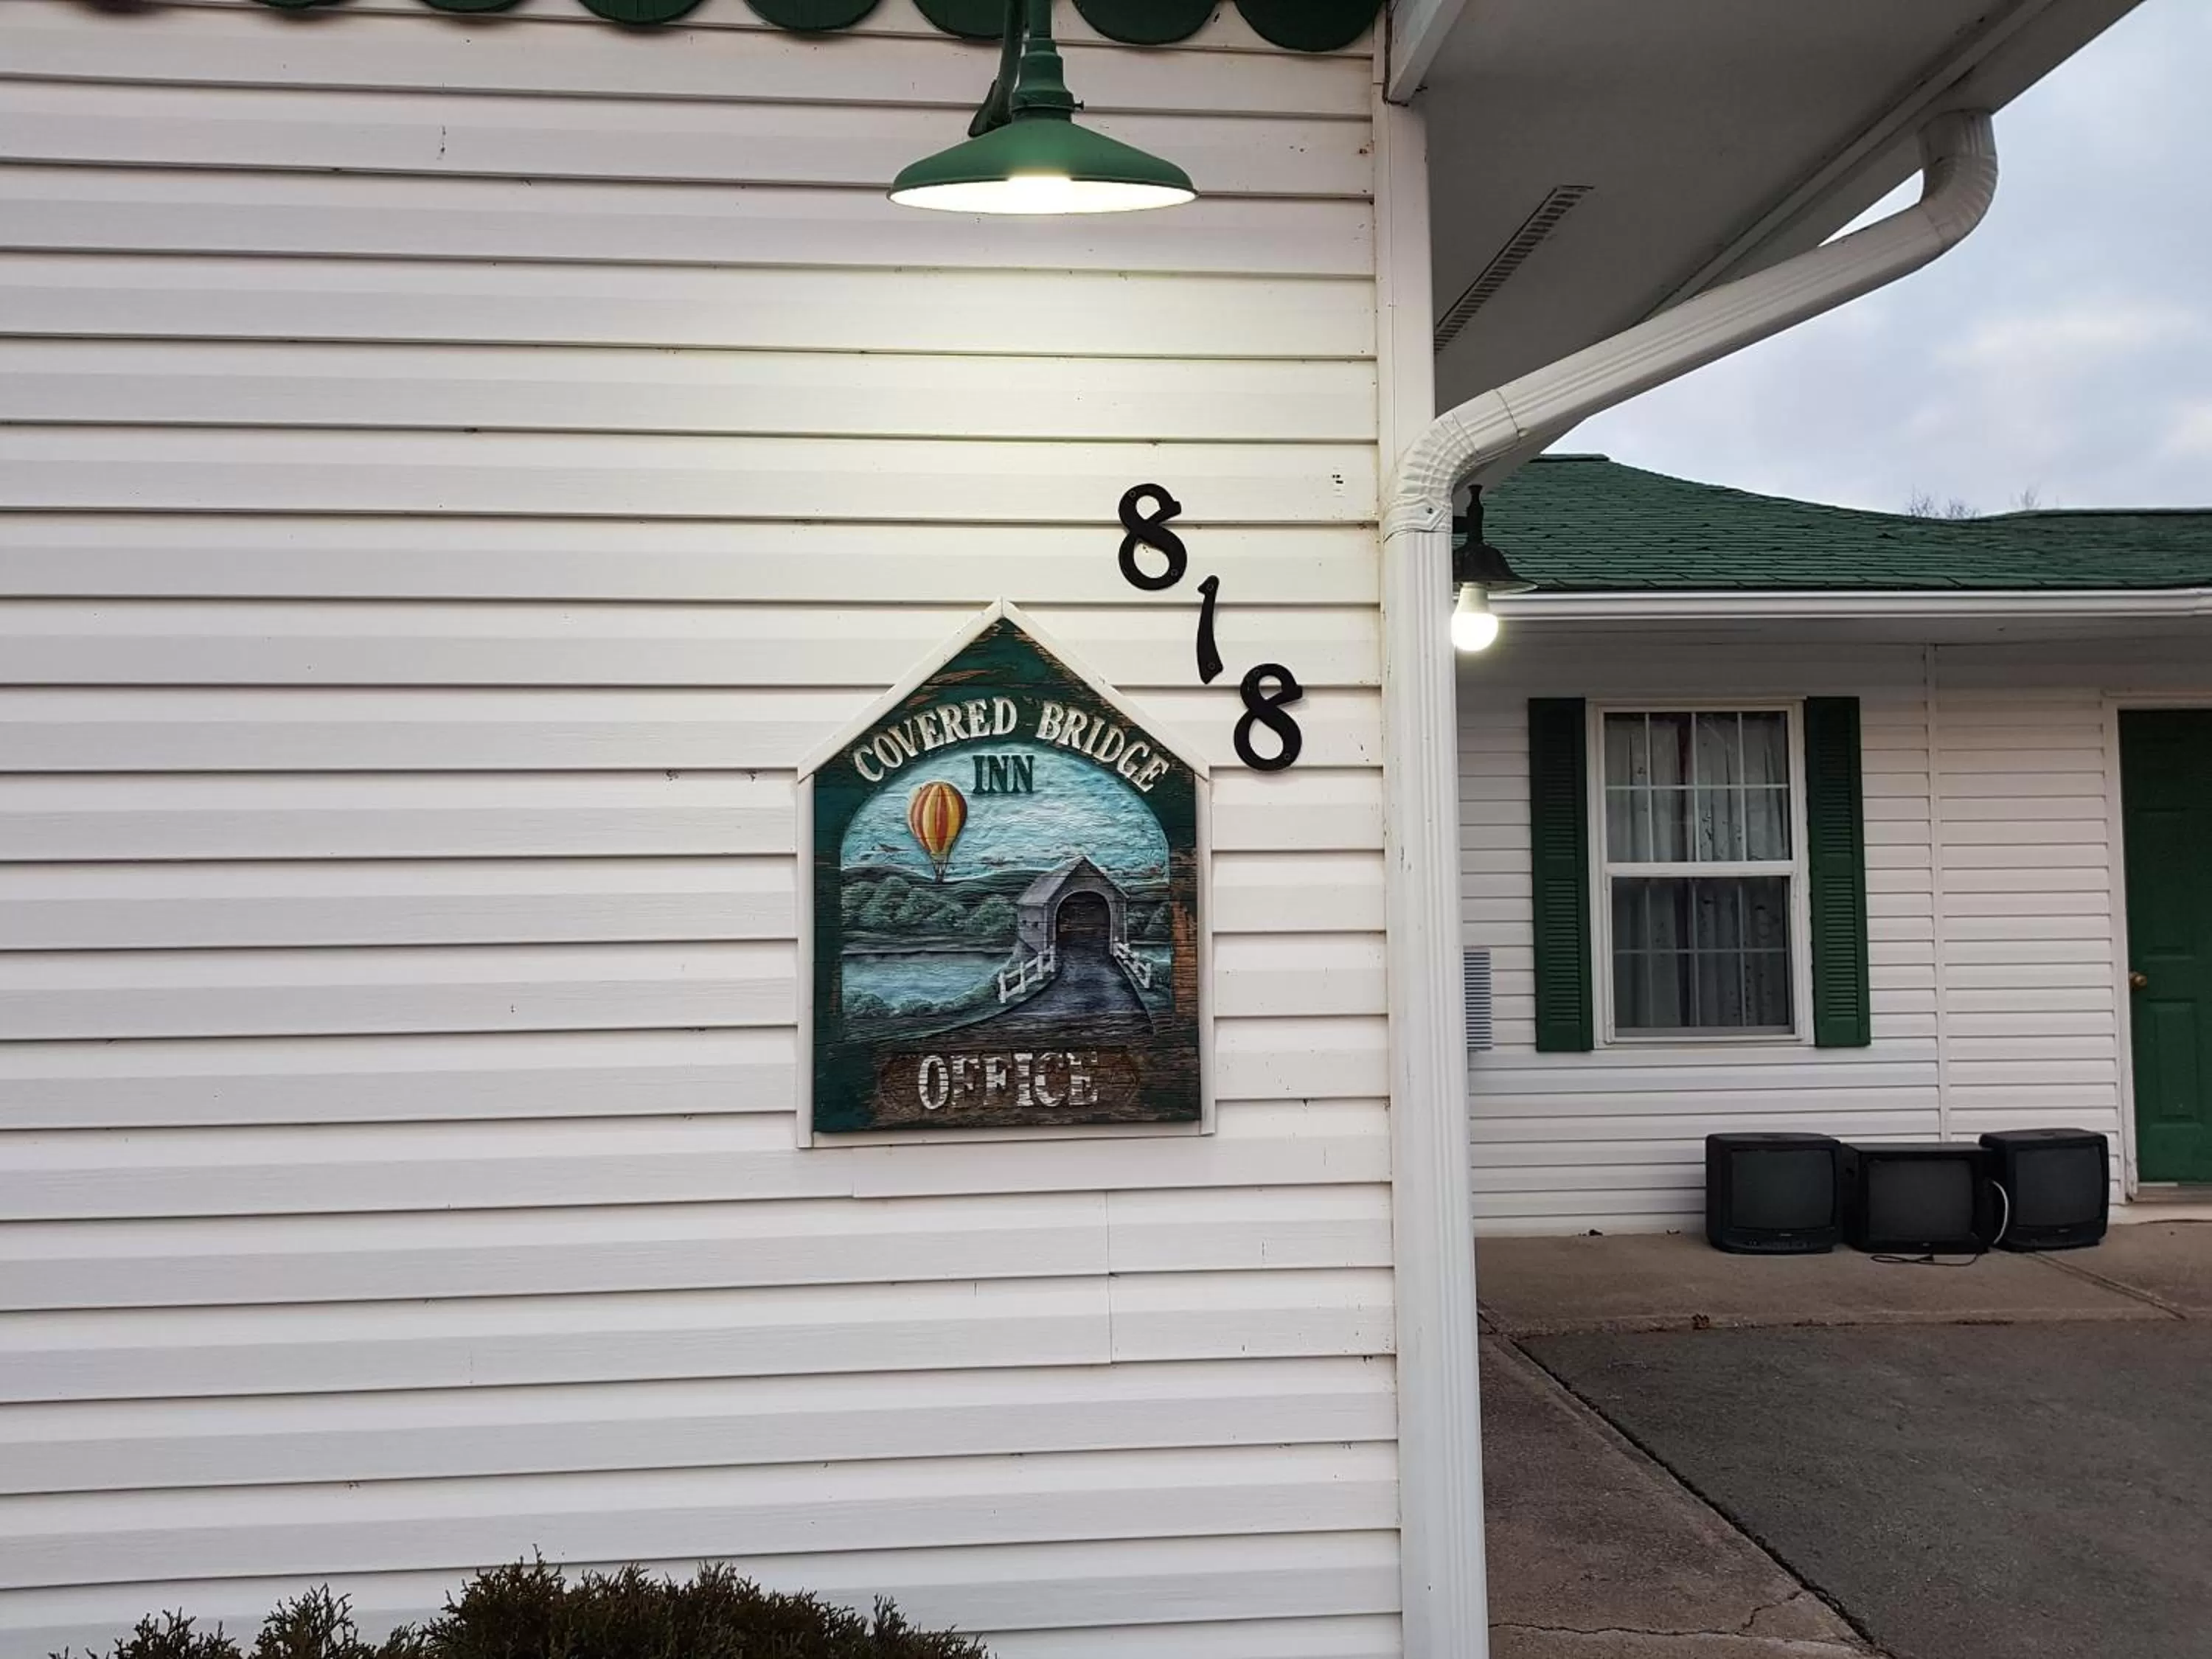 818
COVERED BRIDGE
INN
OFFICE